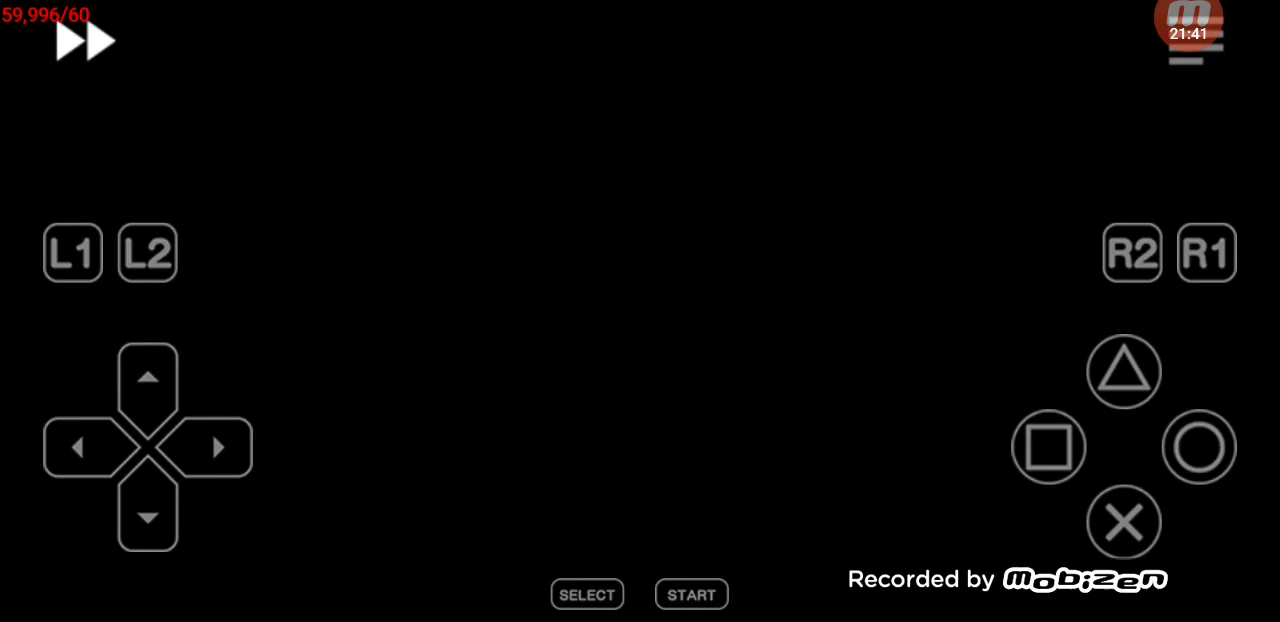 59,996/60
21:41
L1 L2
R2 R1
SELECT START
Recorded by mobizen